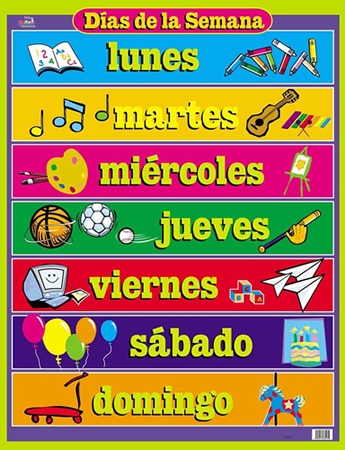 Días de la Semana
lunes
martes
miércoles
jueves
viernes
sábado
domingo